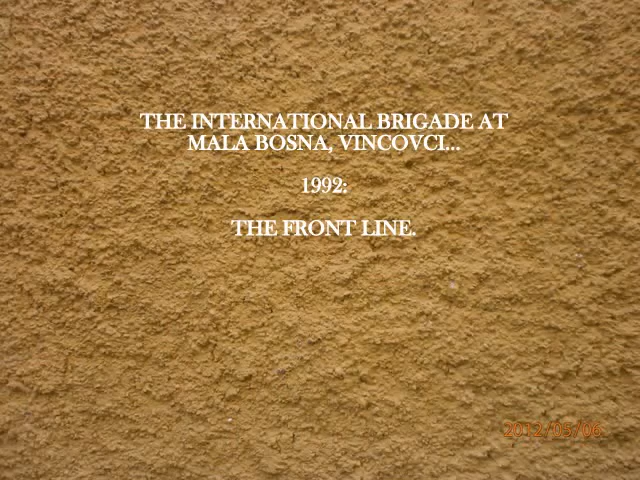 THE INTERNATIONAL BRIGADE AT
MALA BOSNA, VINCOVCI...
1992:
THE FRONT LINE.
2012/05/06